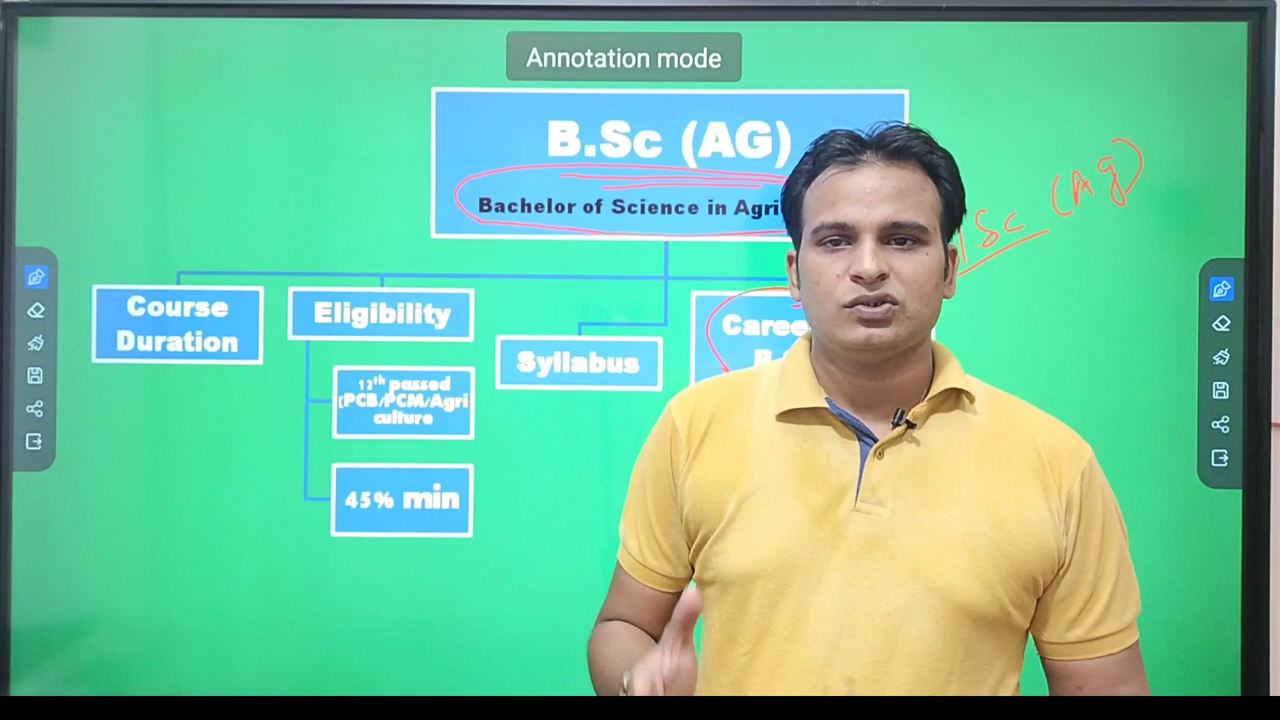 Annotation mode
B.Sc (AG)
Bachelor of Science in Agri
.Sc (Ag)
Course
Duration
Eligibility
Syllabus
Caree
12th passed
(PCB/PCM/Agri
culture
45% min